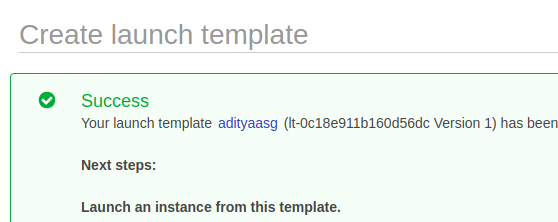 Create launch template
Success
Your launch template adityaasg (lt-0c18e911b160d56dc Version 1) has been
Next steps:
Launch an instance from this template.